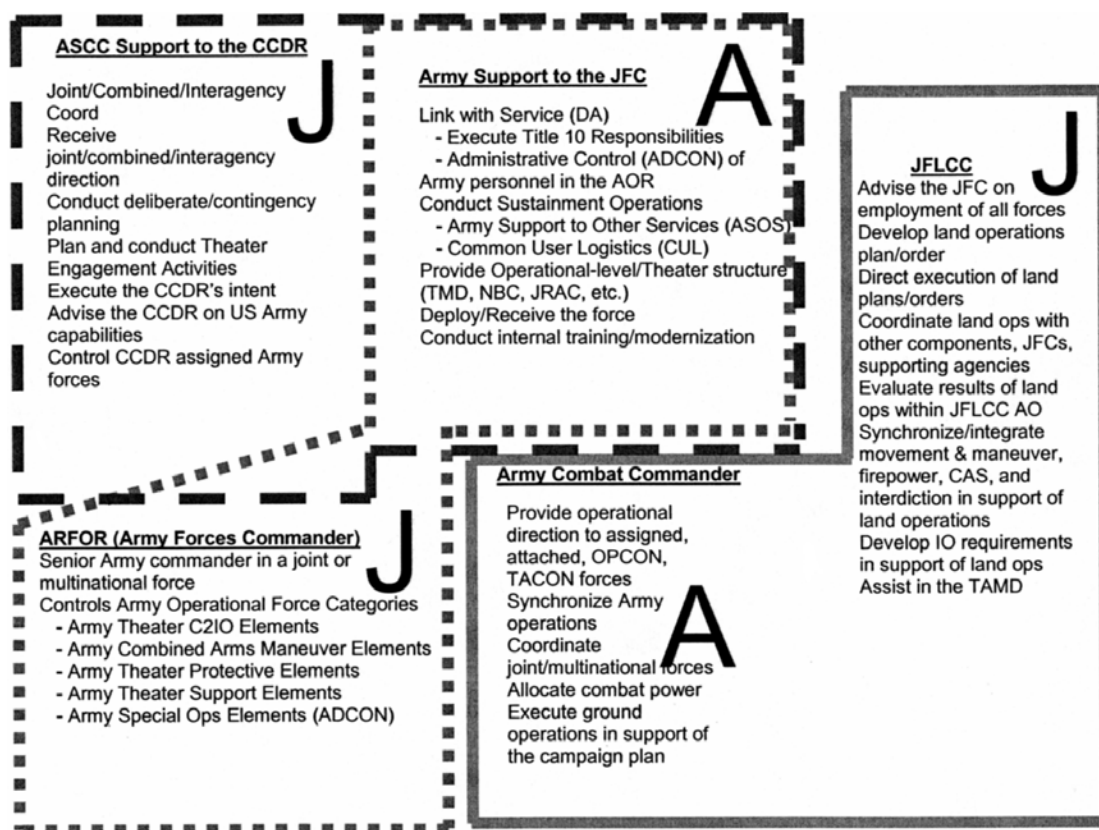 ASCC Support to the CCDR
J
Joint/Combined/Interagency
Coord
Receive
joint/combined/interagency
direction
Conduct deliberate/contingency
planning
Plan and conduct Theater
Engagement Activities
Execute the CCDR's intent
Advise the CCDR on US Army
capabilities
Control CCDR assigned Army
forces
Army Support to the JFC
A
Link with Service (DA)
- Execute Title 10 Responsibilities
- Administrative Control (ADCON) of
Army personnel in the AOR
Conduct Sustainment Operations
- Army Support to Other Services (ASOS)
- Common User Logistics (CUL)
Provide Operational-level/Theater structure
(TMD, NBC, JRAC, etc.)
Deploy/Receive the force
Conduct internal training/modernization
JFLCC
J
Advise the JFC on
employment of all forces
Develop land operations
plan/order
Direct execution of land
plans/orders
Coordinate land ops with
other components, JFCs,
supporting agencies
Evaluate results of land
ops within JFLCC AO
Synchronize/integrate
movement & maneuver,
firepower, CAS, and
interdiction in support of
land operations
Develop IO requirements
in support of land ops
Assist in the TAMD
ARFOR (Army Forces Commander)
J
Senior Army commander in a joint or
multinational force
Controls Army Operational Force Categories
- Army Theater C2IO Elements
- Army Combined Arms Maneuver Elements
- Army Theater Protective Elements
- Army Theater Support Elements
- Army Special Ops Elements (ADCON)
Army Combat Commander
A
Provide operational
direction to assigned,
attached, OPCON,
TACON forces
Synchronize Army
operations
Coordinate
joint/multinational forces
Allocate combat power
Execute ground
operations in support of
the campaign plan